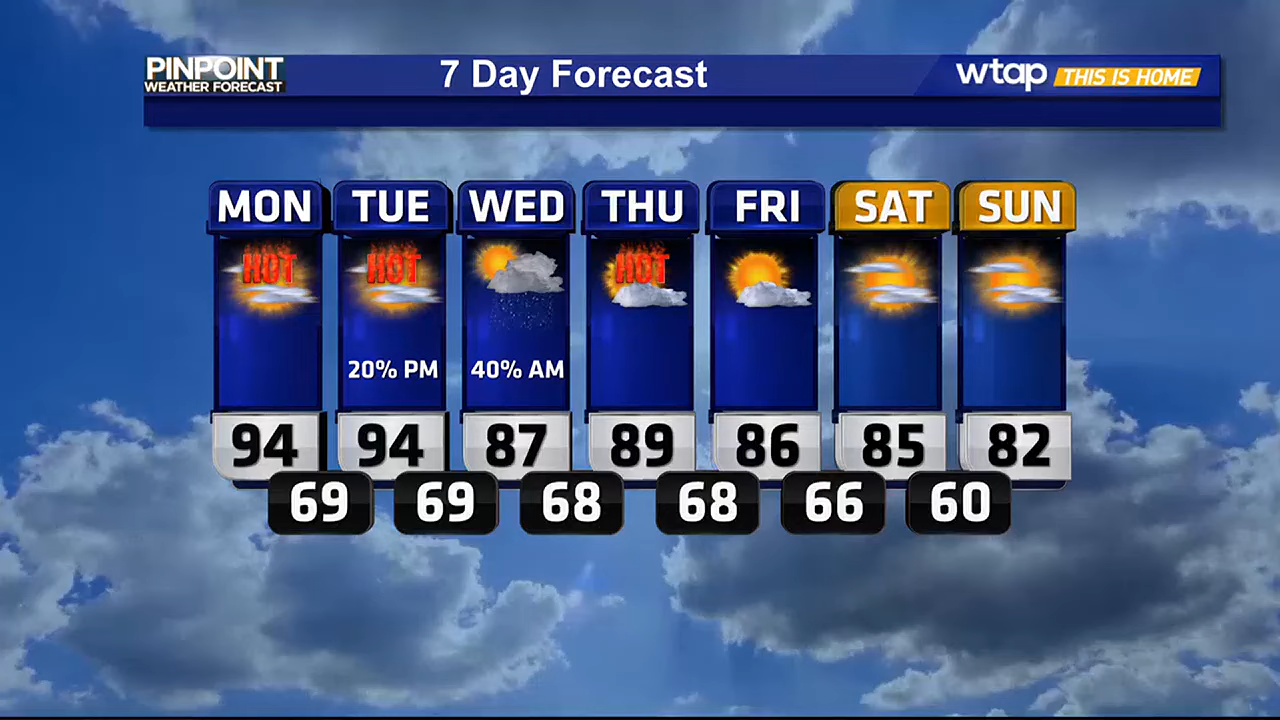 PINPOINT
WEATHER FORECAST
7 Day Forecast
wtap THIS IS HOME
MON TUE WED THU FRI SAT SUN
HOT HOT HOT
20% PM 40% AM
94 94 87 89 86 85 82
69 69 68 68 66 60